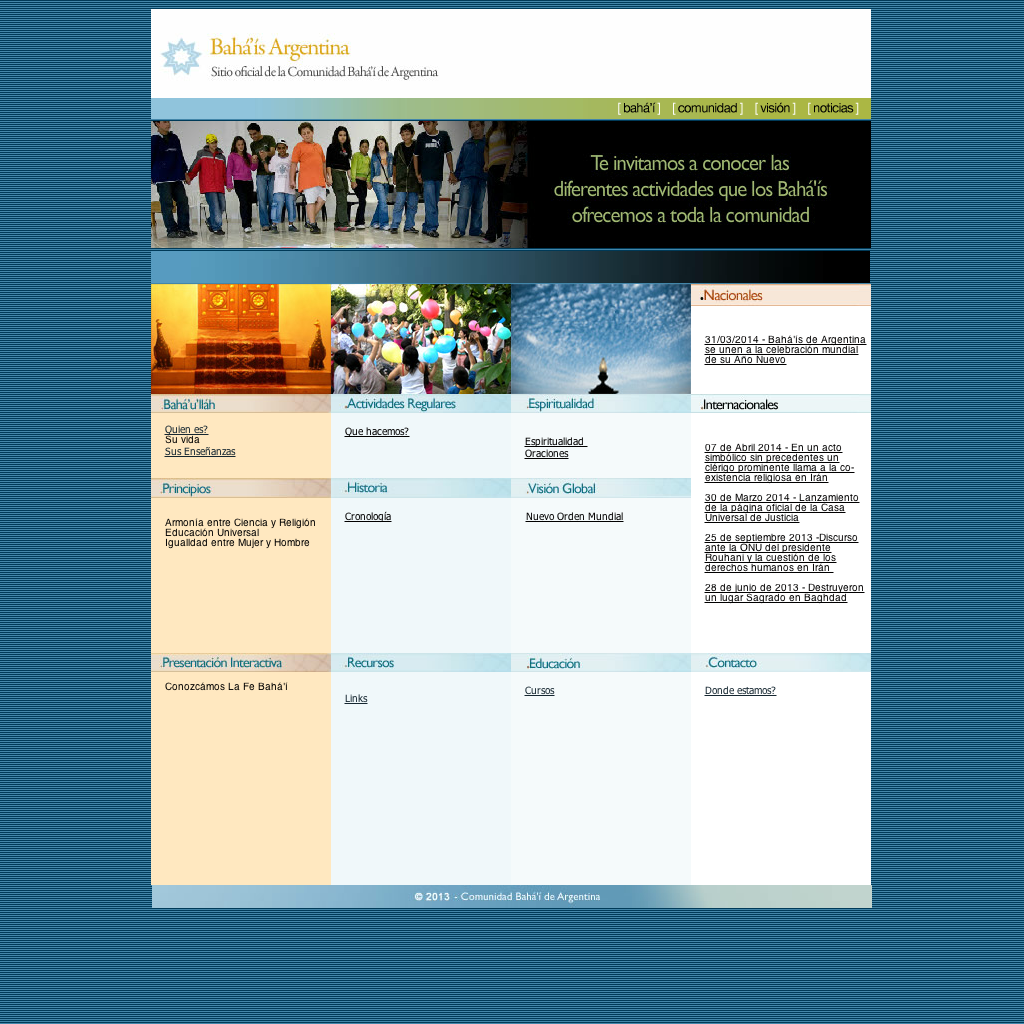 Bahá'ís Argentina
Sitio oficial de la Comunidad Bahá'í de Argentina
[ bahá'í ] [ comunidad ] [ visión ] [ noticias ]
Te invitamos a conocer las
diferentes actividades que los Bahá'ís
ofrecemos a toda la comunidad
.Nacionales
31/03/2014 - Bahá'ís de Argentina
se unen a la celebración mundial
de su Año Nuevo
.Bahá'u'lláh
Quien es?
Su vida
Sus Enseñanzas
.Actividades Regulares
Que hacemos?
.Espiritualidad
Espiritualidad
Oraciones
.Internacionales
07 de Abril 2014 - En un acto
simbólico sin precedentes un
clérigo prominente llama a la co-
existencia religiosa en Irán
30 de Marzo 2014 - Lanzamiento
de la página oficial de la Casa
Universal de Justicia
25 de septiembre 2013 -Discurso
ante la ONU del presidente
Rouhani y la cuestión de los
derechos humanos en Irán
28 de junio de 2013 - Destruyeron
un lugar Sagrado en Baghdad
.Principios
Armonía entre Ciencia y Religión
Educación Universal
Igualldad entre Mujer y Hombre
.Historia
Cronología
.Visión Global
Nuevo Orden Mundial
.Presentación Interactiva
Conozcámos La Fe Bahá'í
.Recursos
Links
.Educación
Cursos
.Contacto
Donde estamos?
© 2013 - Comunidad Bahá'í de Argentina